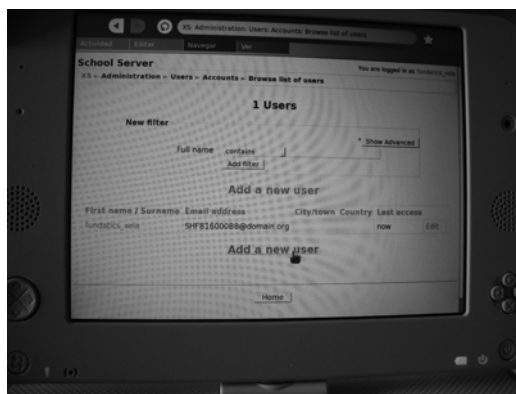 XS: Administration: Users: Accounts: Browse list of users
Actividad Editar Navegar Ver
School Server
You are logged in as fundetics_xela
XS ► Administration ► Users ► Accounts ► Browse list of users
1 Users
New filter
* Show Advanced
Full name contains
Add filter
Add a new user
First name / Surname Email address City/town Country Last access
fundetics_xela SHF8160008B@domain.org now Edit
Add a new user
Home